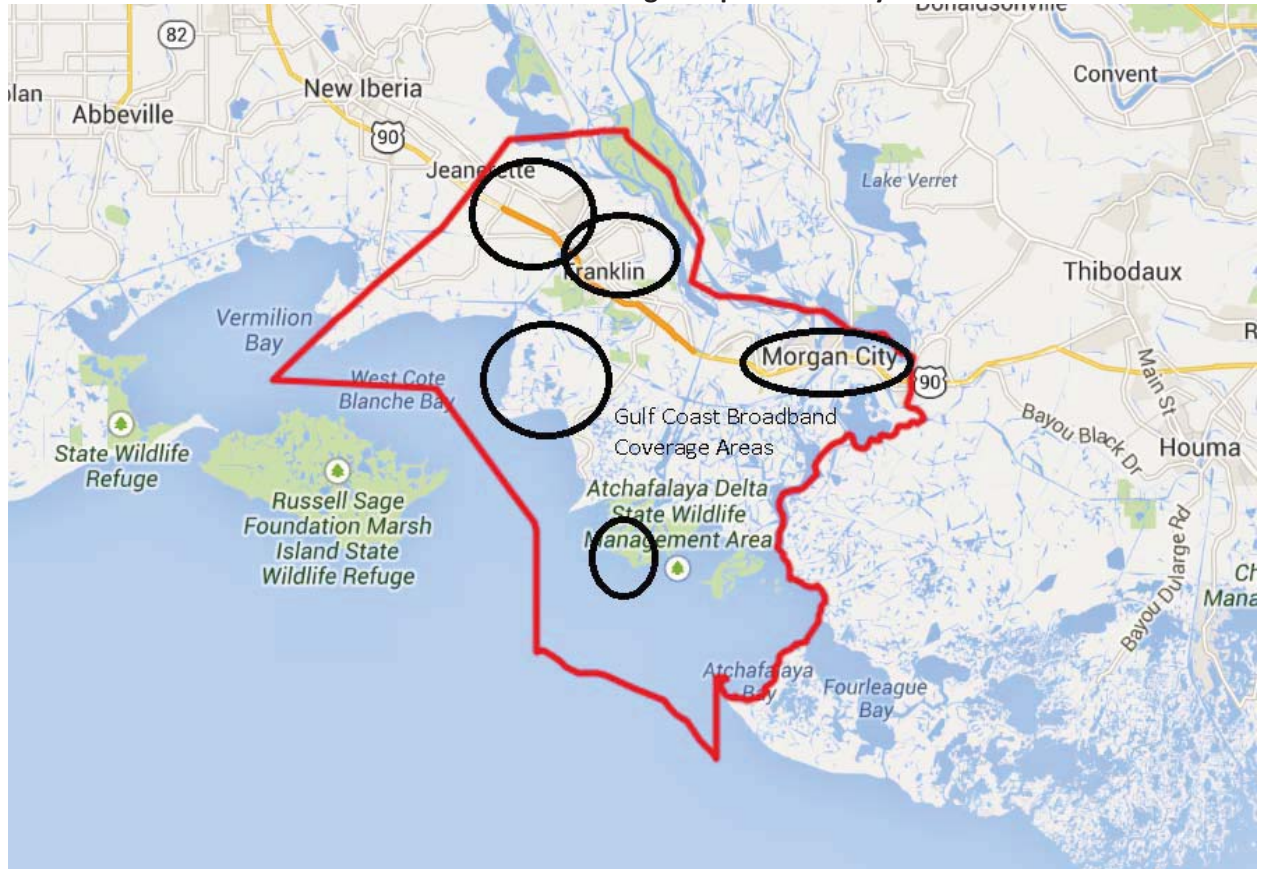 Donaldsonville
82
Convent
New Iberia
Abbeville
90
Jeanerette
Lake Verret
Franklin
Thibodaux
Vermilion
Bay
Morgan City
90
West Cote
Blanche Bay
Main St
Gulf Coast Broadband
Coverage Areas
Bayou Black Dr
Houma
State Wildlife
Refuge
Russell Sage
Foundation Marsh
Island State
Wildlife Refuge
Atchafalaya Delta
State Wildlife
Management Area
Bayou Dularge Rd
Mana
Atchafalaya
Bay
Fourleague
Bay